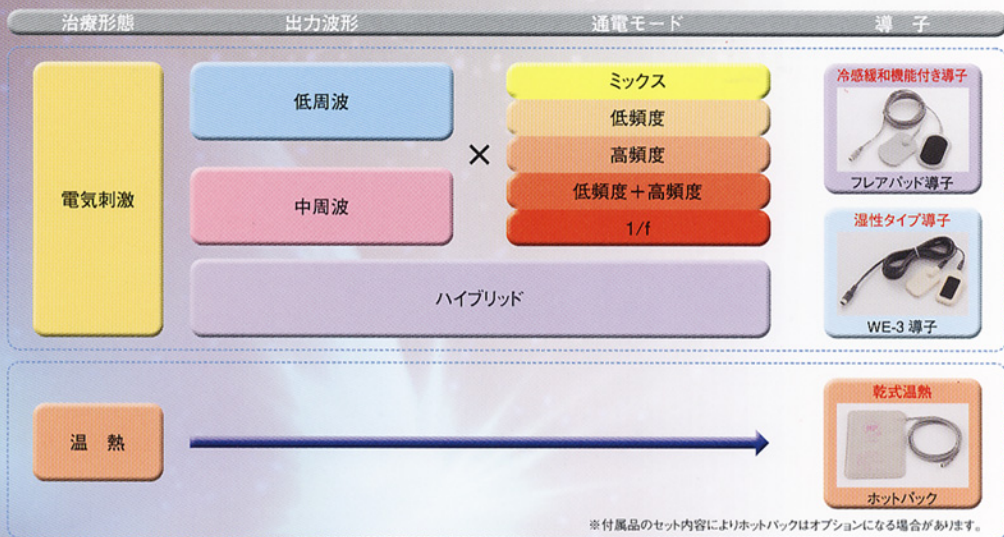 治療形態
出力波形
通電モード
導 子
電気刺激
低周波
中周波
×
ミックス
低頻度
高頻度
低頻度+高頻度
1/f
ハイブリッド
冷感緩和機能付き導子
フレアパッド導子
湿性タイプ導子
WE-3 導子
温 熱
乾式温熱
ホットパック
※付属品のセット内容によりホットパックはオプションになる場合があります。